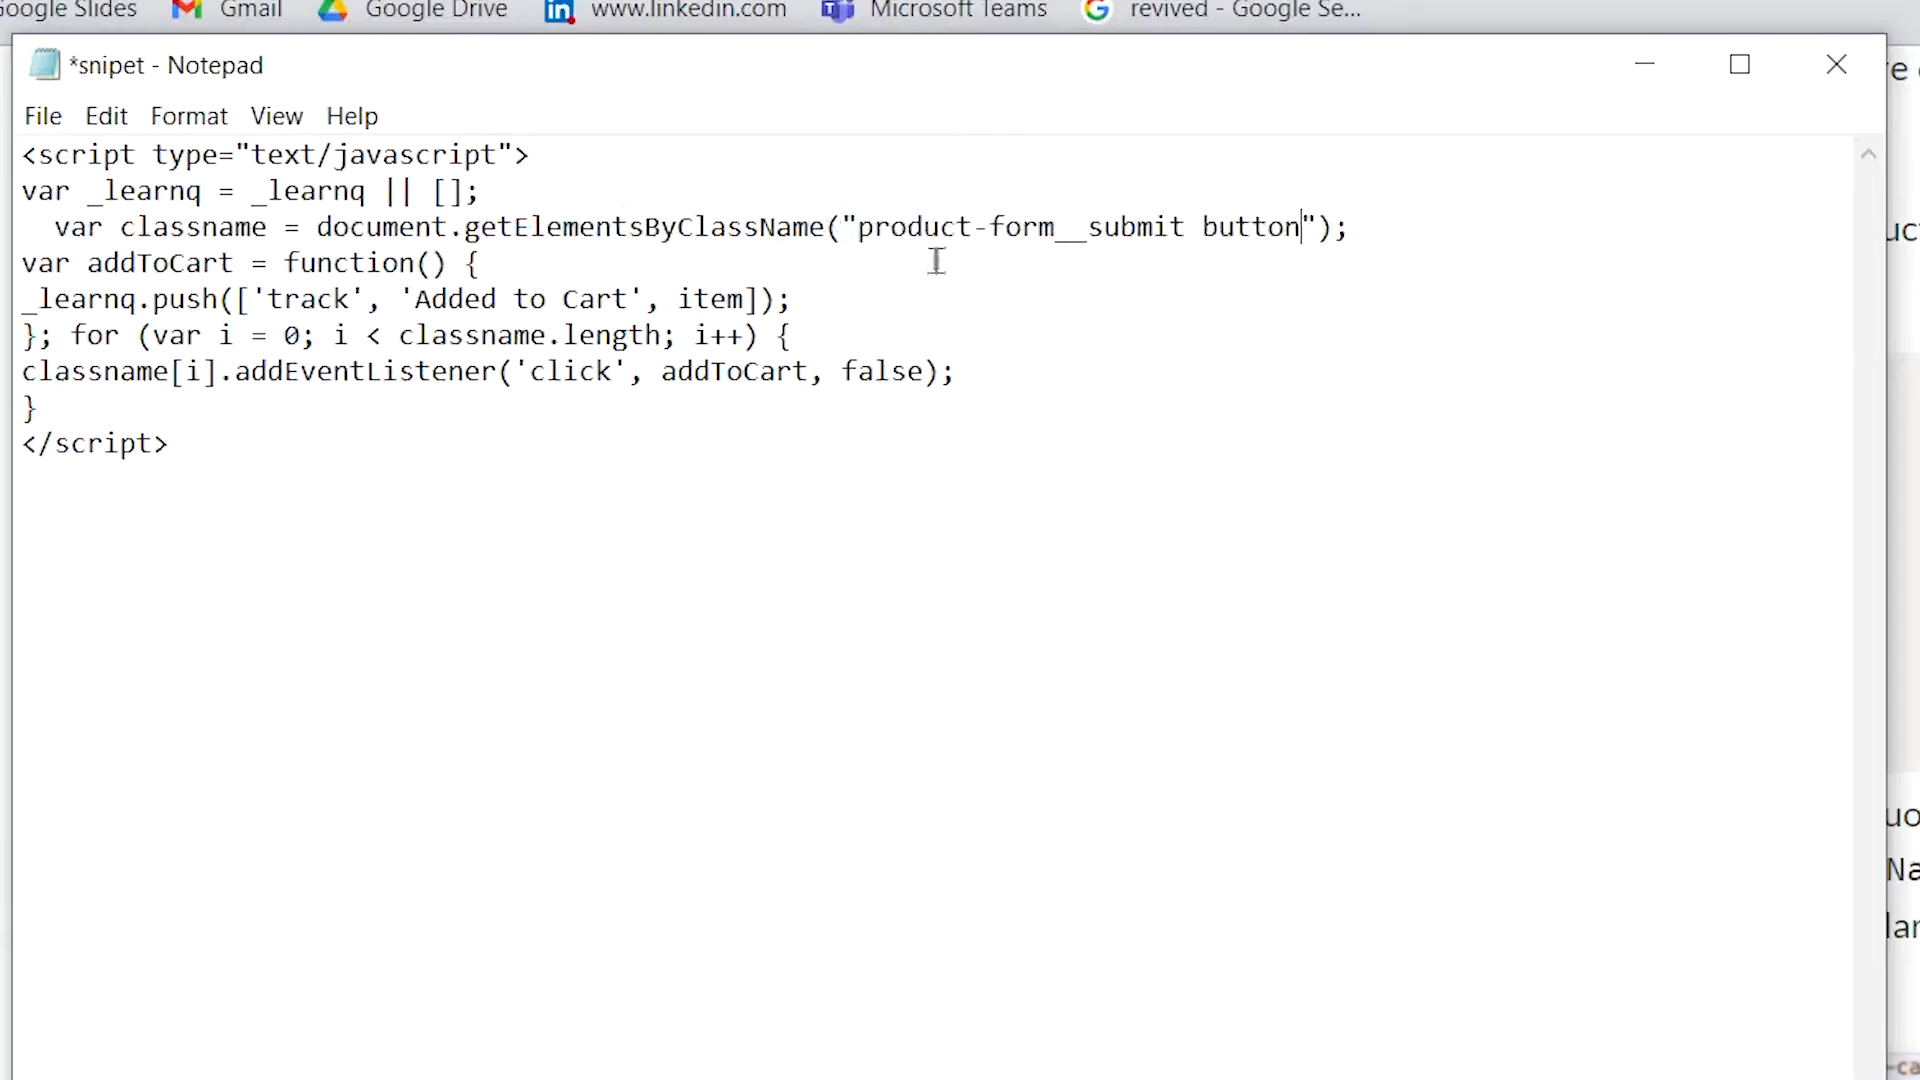 Google Slides Gmail Google Drive www.linkedin.com Microsoft Teams revived - Google Se...
*snipet - Notepad
File Edit Format View Help
<script type="text/javascript">
var _learnq = _learnq || [];
  var classname = document.getElementsByClassName("product-form__submit button");
var addToCart = function() {
_learnq.push(['track', 'Added to Cart', item]);
}; for (var i = 0; i < classname.length; i++) {
classname[i].addEventListener('click', addToCart, false);
}
</script>